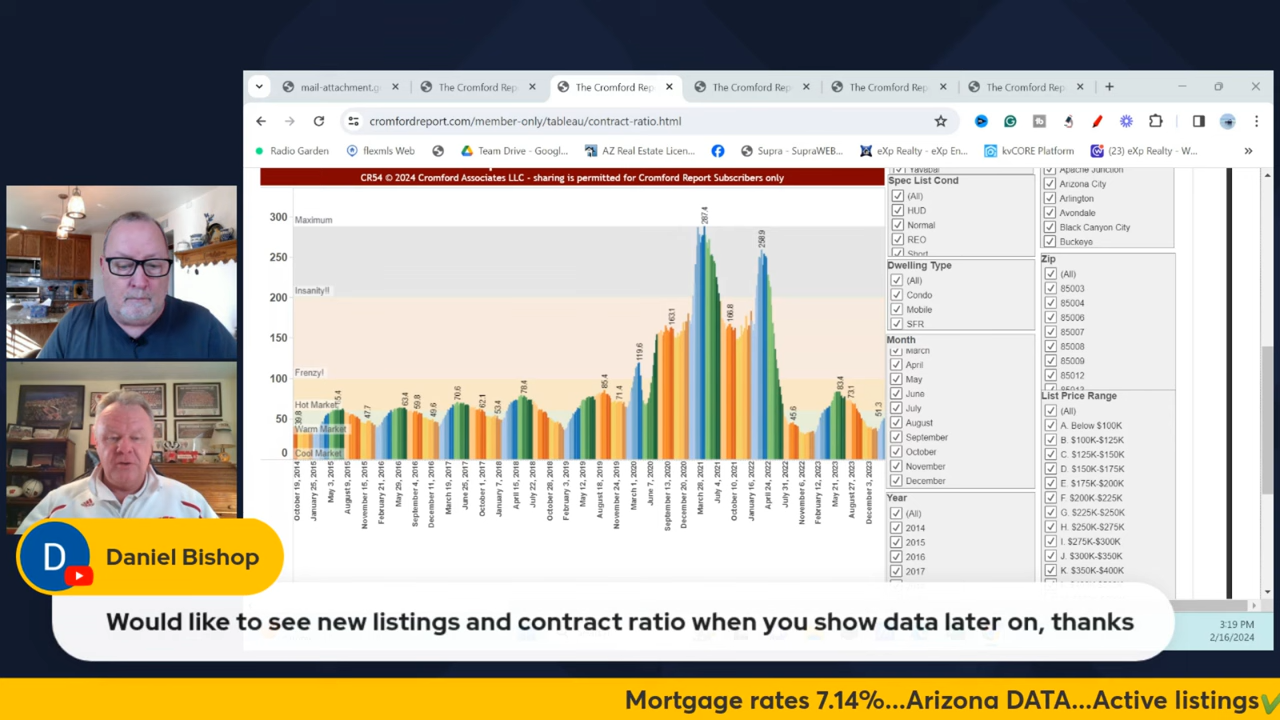 mail-attachment.g
The Cromford Rep
The Cromford Rep
The Cromford Rep
The Cromford Rep
The Cromford Rep
cromfordreport.com/member-only/tableau/contract-ratio.html
Radio Garden
flexmls Web
Team Drive - Googl...
AZ Real Estate Licen...
Supra - SupraWEB...
eXp Realty - eXp En...
kvCORE Platform
(23) eXp Realty - W...
CR54 © 2024 Cromford Associates LLC - sharing is permitted for Cromford Report Subscribers only
300
250
200
150
100
50
0
Maximum
Insanity!!
Frenzy!
Hot Market
Warm Market
Cool Market
47.7
63.4
59.8
49.6
70.6
62.1
53.4
78.4
85.4
71.4
119.6
163.1
287.4
166.8
258.9
45.6
83.4
73.1
51.3
October 19, 2014
January 25, 2015
May 3, 2015
August 9, 2015
November 15, 2015
February 21, 2016
May 29, 2016
September 4, 2016
December 11, 2016
March 19, 2017
June 25, 2017
October 1, 2017
January 7, 2018
April 15, 2018
July 22, 2018
October 28, 2018
February 3, 2019
May 12, 2019
August 18, 2019
November 24, 2019
March 1, 2020
June 7, 2020
September 13, 2020
December 20, 2020
March 28, 2021
July 4, 2021
October 10, 2021
January 16, 2022
April 24, 2022
July 31, 2022
November 6, 2022
February 12, 2023
May 21, 2023
August 27, 2023
December 3, 2023
Yavapai
Spec List Cond
(All)
HUD
Normal
REO
Short
Dwelling Type
(All)
Condo
Mobile
SFR
Month
March
April
May
June
July
August
September
October
November
December
Year
(All)
2014
2015
2016
2017
Apache Junction
Arizona City
Arlington
Avondale
Black Canyon City
Buckeye
Zip
(All)
85003
85004
85006
85007
85008
85009
85012
85013
List Price Range
(All)
A. Below $100K
B. $100K-$125K
C. $125K-$150K
D. $150K-$175K
E. $175K-$200K
F. $200K-$225K
G. $225K-$250K
H. $250K-$275K
I. $275K-$300K
J. $300K-$350K
K. $350K-$400K
3:19 PM
2/16/2024
D
Daniel Bishop
Would like to see new listings and contract ratio when you show data later on, thanks
Mortgage rates 7.14%...Arizona DATA...Active listings